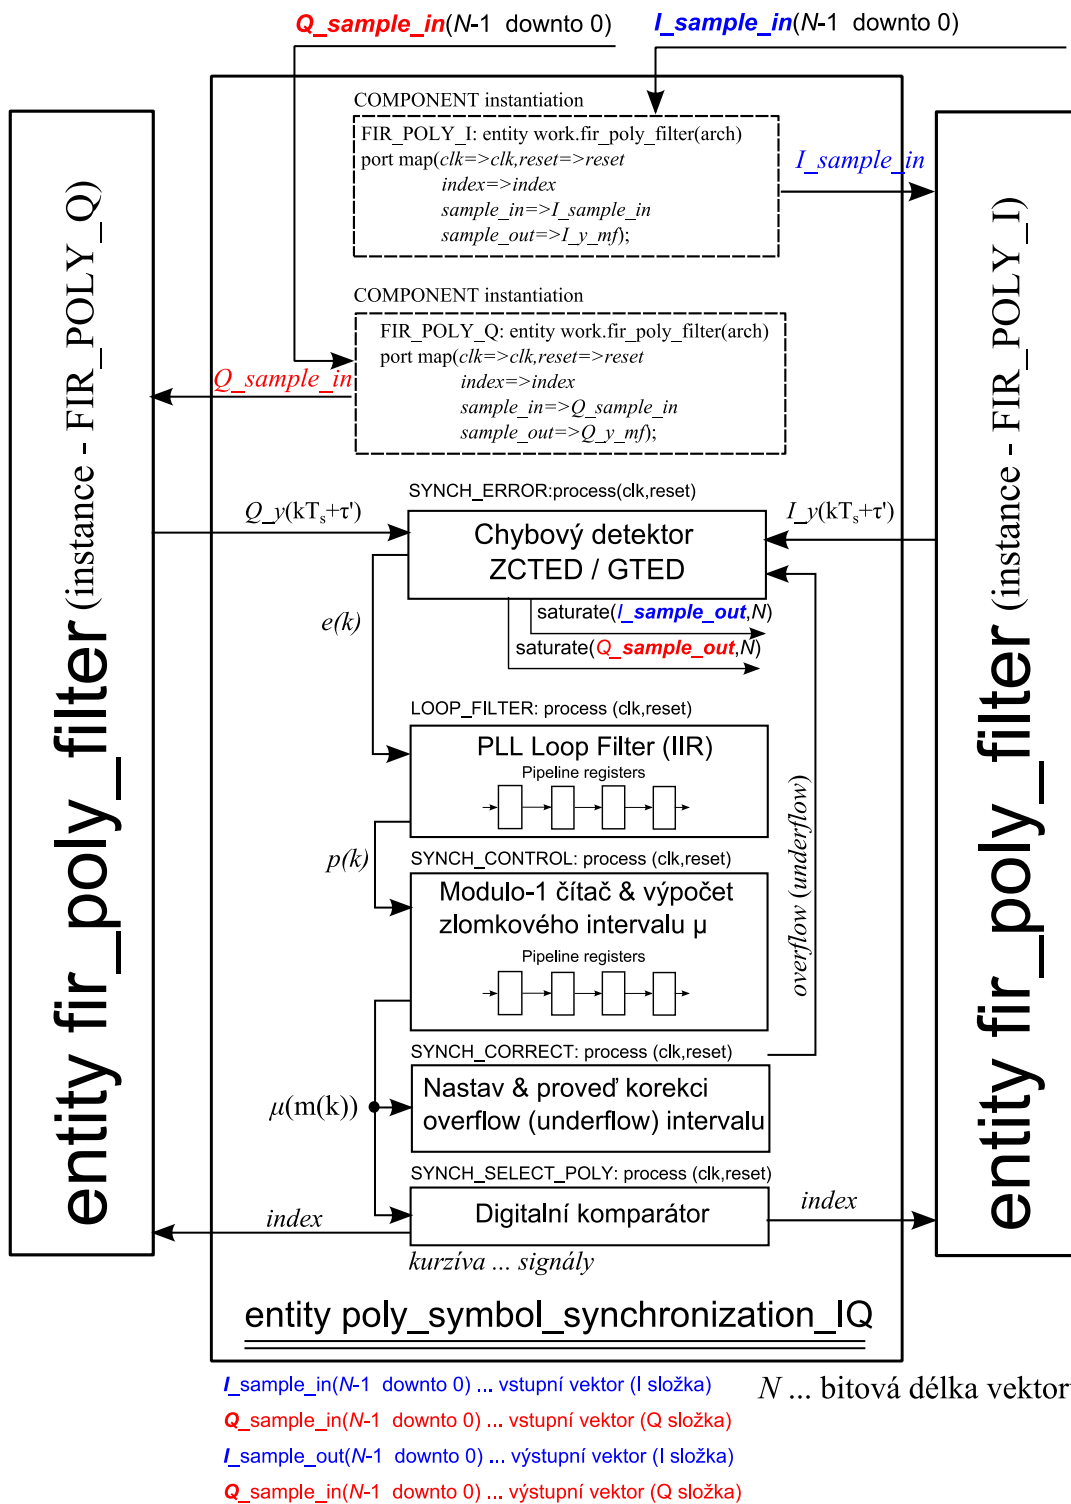 Q_sample_in(N-1 downto 0)
I_sample_in(N-1 downto 0)
COMPONENT instantiation
FIR_POLY_I: entity work.fir_poly_filter(arch)
port map(clk=>clk,reset=>reset
index=>index
sample_in=>I_sample_in
sample_out=>I_y_mf);
I_sample_in
COMPONENT instantiation
FIR_POLY_Q: entity work.fir_poly_filter(arch)
port map(clk=>clk,reset=>reset
index=>index
sample_in=>Q_sample_in
sample_out=>Q_y_mf);
Q_sample_in
entity fir_poly_filter (instance - FIR_POLY_Q)
entity fir_poly_filter (instance - FIR_POLY_I)
SYNCH_ERROR:process(clk,reset)
Q_y(kTs+τ')
Chybový detektor
ZCTED / GTED
I_y(kTs+τ')
e(k)
saturate(I_sample_out,N)
saturate(Q_sample_out,N)
LOOP_FILTER: process (clk,reset)
PLL Loop Filter (IIR)
Pipeline registers
p(k)
SYNCH_CONTROL: process (clk,reset)
Modulo-1 čítač & výpočet
zlomkového intervalu μ
Pipeline registers
overflow (underflow)
SYNCH_CORRECT: process (clk,reset)
μ(m(k))
Nastav & proveď korekci
overflow (underflow) intervalu
SYNCH_SELECT_POLY: process (clk,reset)
index
Digitalní komparátor
index
kurzíva ... signály
entity poly_symbol_synchronization_IQ
I_sample_in(N-1 downto 0) ... vstupní vektor (I složka)
N ... bitová délka vektor
Q_sample_in(N-1 downto 0) ... vstupní vektor (Q složka)
I_sample_out(N-1 downto 0) ... výstupní vektor (I složka)
Q_sample_in(N-1 downto 0) ... výstupní vektor (Q složka)